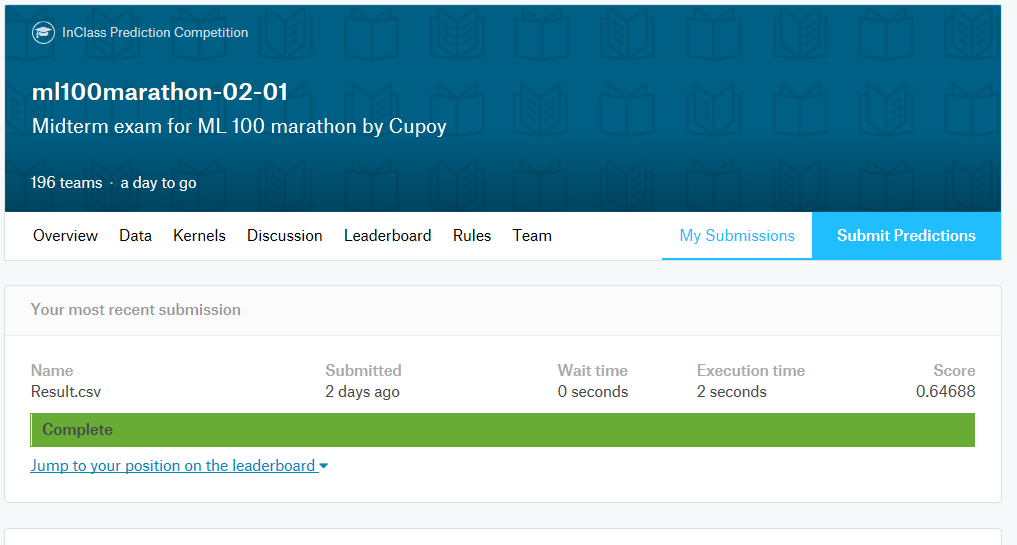 InClass Prediction Competition
ml100marathon-02-01
Midterm exam for ML 100 marathon by Cupoy
196 teams · a day to go
Overview Data Kernels Discussion Leaderboard Rules Team My Submissions Submit Predictions
Your most recent submission
Name Submitted Wait time Execution time Score
Result.csv 2 days ago 0 seconds 2 seconds 0.64688
Complete
Jump to your position on the leaderboard